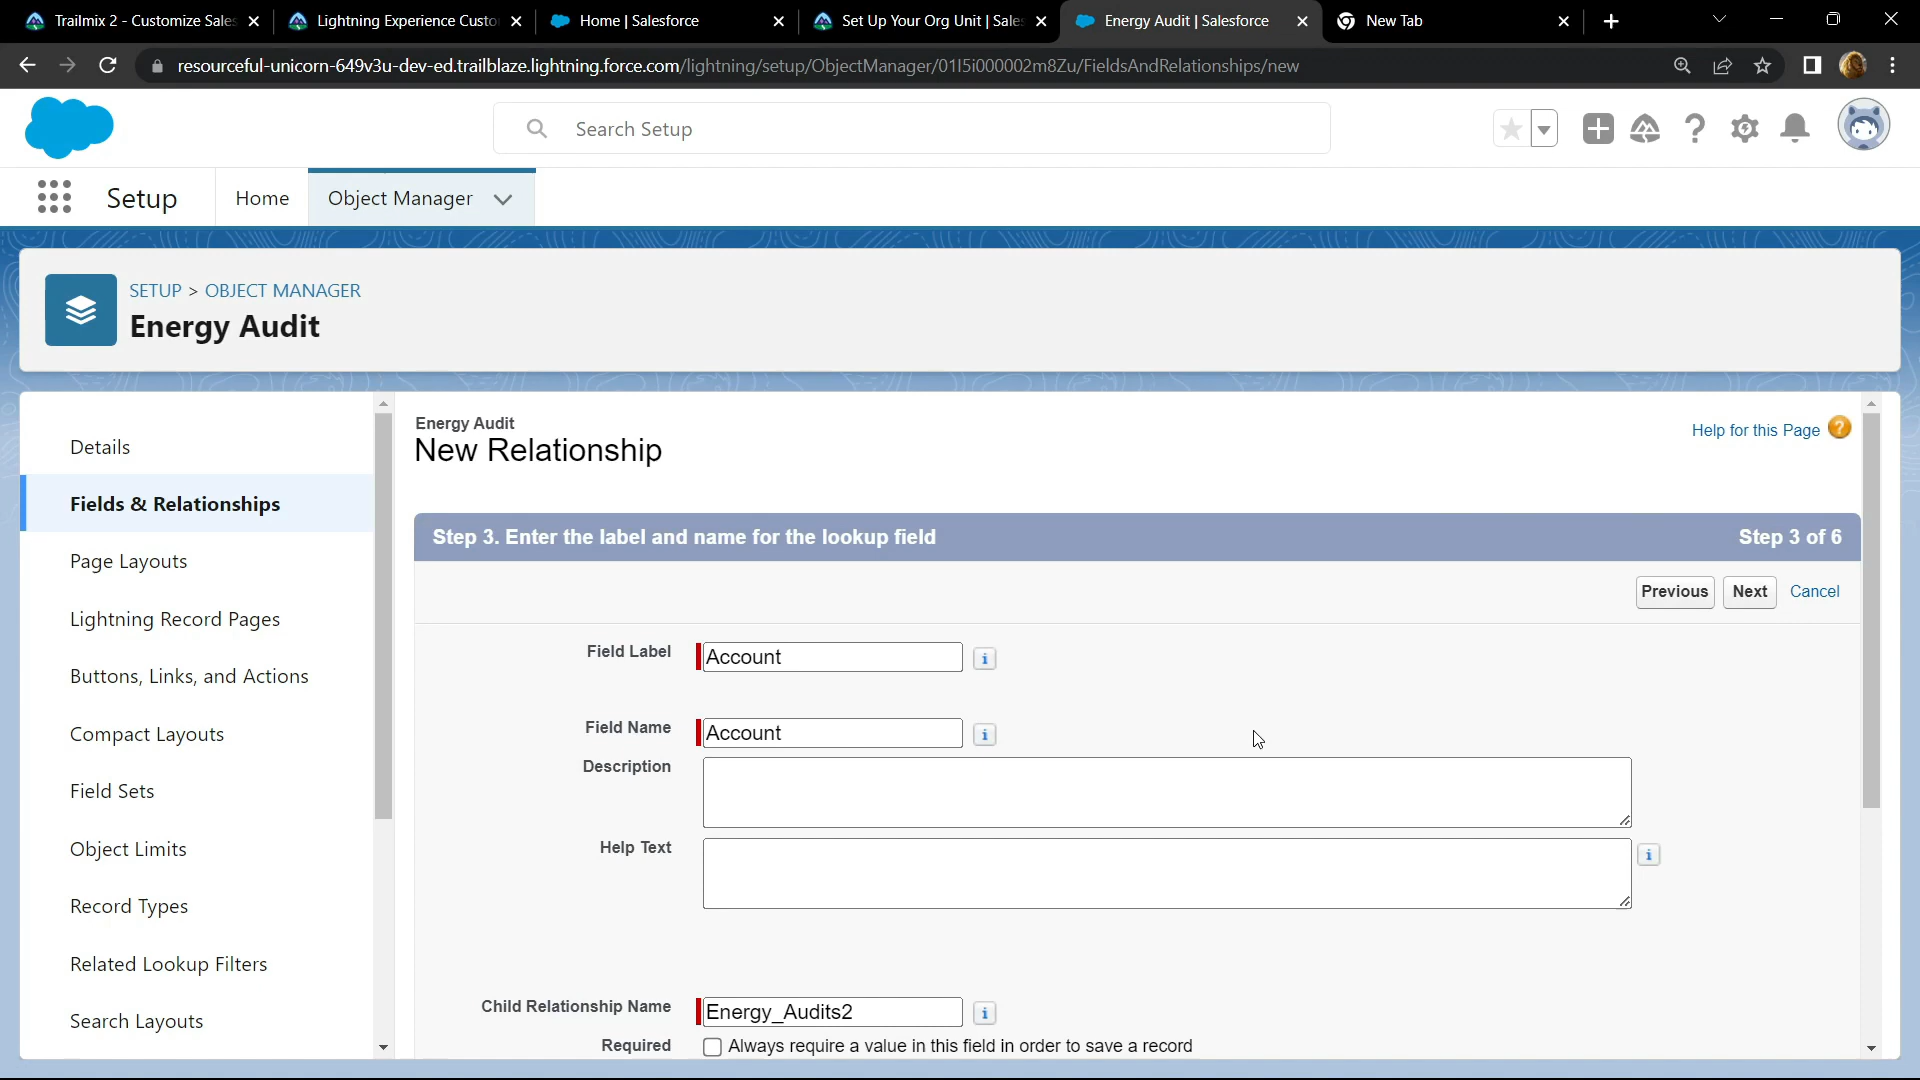 Trailmix 2 - Customize Sales
Lightning Experience Custo
Home | Salesforce
Set Up Your Org Unit | Sales
Energy Audit | Salesforce
New Tab
resourceful-unicorn-649v3u-dev-ed.trailblaze.lightning.force.com/lightning/setup/ObjectManager/01I5i000002m8Zu/FieldsAndRelationships/new
Search Setup
Setup
Home
Object Manager
SETUP > OBJECT MANAGER
Energy Audit
Details
Fields & Relationships
Page Layouts
Lightning Record Pages
Buttons, Links, and Actions
Compact Layouts
Field Sets
Object Limits
Record Types
Related Lookup Filters
Search Layouts
Energy Audit
New Relationship
Help for this Page
Step 3. Enter the label and name for the lookup field
Step 3 of 6
Previous
Next
Cancel
Field Label
Account
Field Name
Account
Description
Help Text
Child Relationship Name
Energy_Audits2
Required
Always require a value in this field in order to save a record